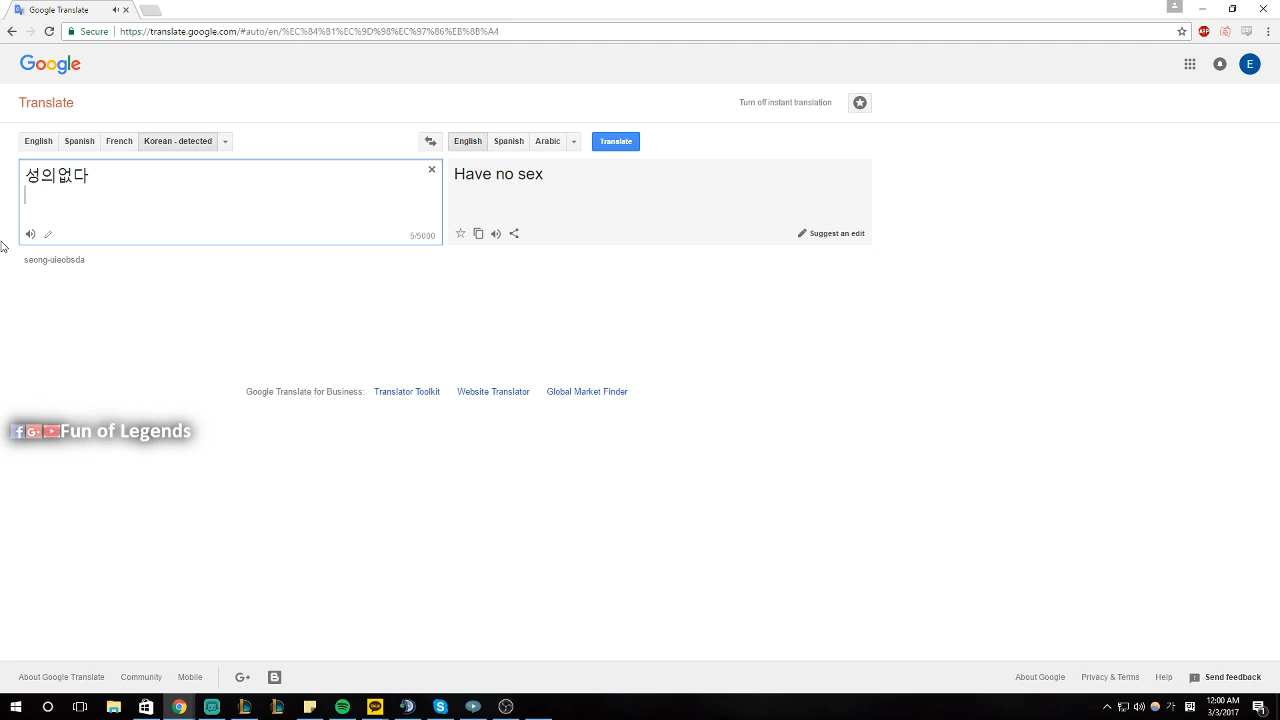 Google Translate
Secure https://translate.google.com/#auto/en/%EC%84%B1%EC%9D%98%EC%97%86%EB%8B%A4
Google
E
Translate
Turn off instant translation
English Spanish French Korean - detected
English Spanish Arabic Translate
성의없다
Have no sex
5/5000
Suggest an edit
seong-uieobsda
Google Translate for Business: Translator Toolkit Website Translator Global Market Finder
Fun of Legends
About Google Translate Community Mobile G+ B
About Google Privacy & Terms Help Send feedback
TALK
12:00 AM
3/3/2017